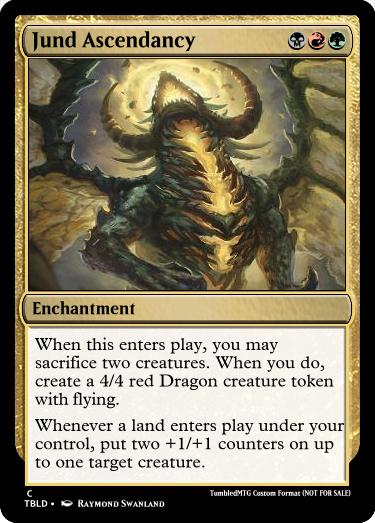 Jund Ascendancy
Enchantment
When this enters play, you may
sacrifice two creatures. When you do,
create a 4/4 red Dragon creature token
with flying.
Whenever a land enters play under your
control, put two +1/+1 counters on up
to one target creature.
C
TBLD • Raymond Swanland
TumbledMTG Custom Format (NOT FOR SALE)